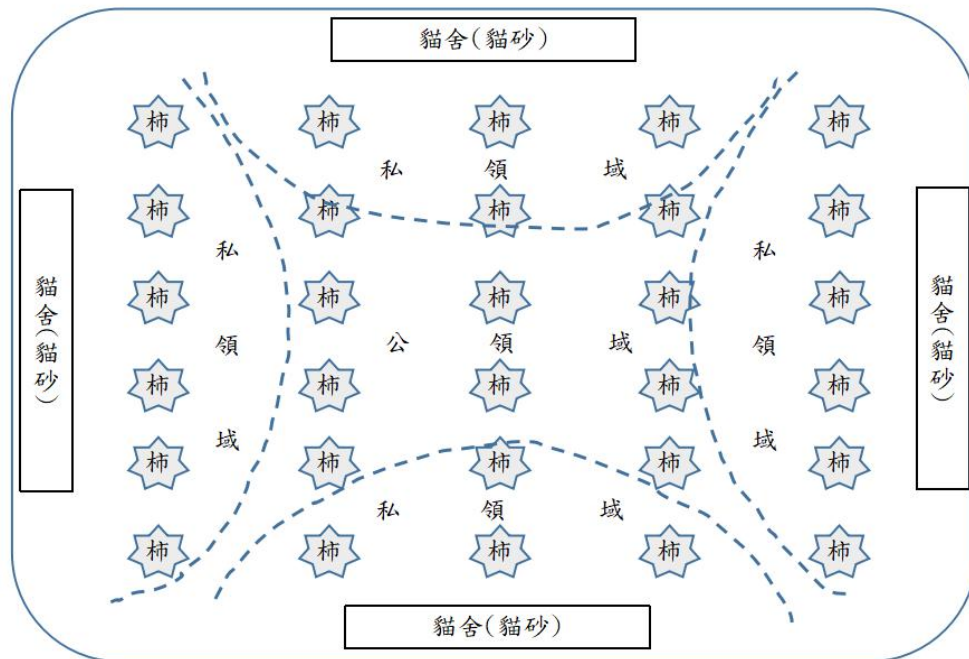 貓舍(貓砂)
柿 柿 柿 柿 柿
私 領 域
柿 柿 柿 柿 柿
私
私
貓舍(貓砂)
貓舍(貓砂)
柿 柿 柿 柿 柿
領
公 領 域
領
柿 柿 柿 柿 柿
域
域
柿 柿 柿 柿 柿
私 領 域
柿 柿 柿 柿 柿
貓舍(貓砂)